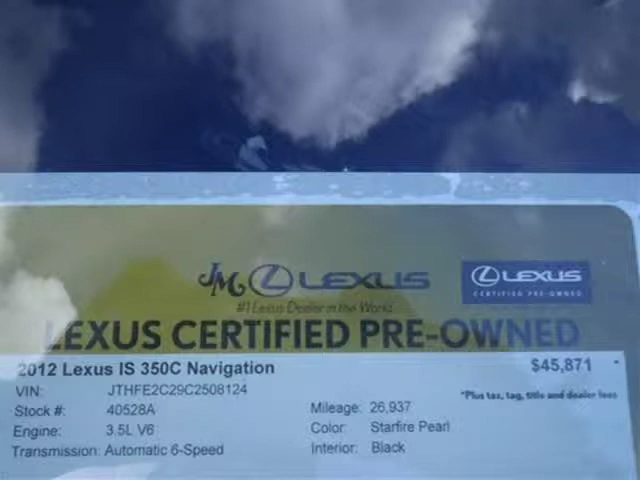 JM LEXUS
LEXUS
CERTIFIED PRE-OWNED
#1 Lexus Dealer in the World
LEXUS CERTIFIED PRE-OWNED
2012 Lexus IS 350C Navigation $45,871 *
VIN: JTHFE2C29C2508124
*Plus tax, tag, title and dealer fees
Stock #: 40528A Mileage: 26,937
Engine: 3.5L V6 Color: Starfire Pearl
Transmission: Automatic 6-Speed Interior: Black